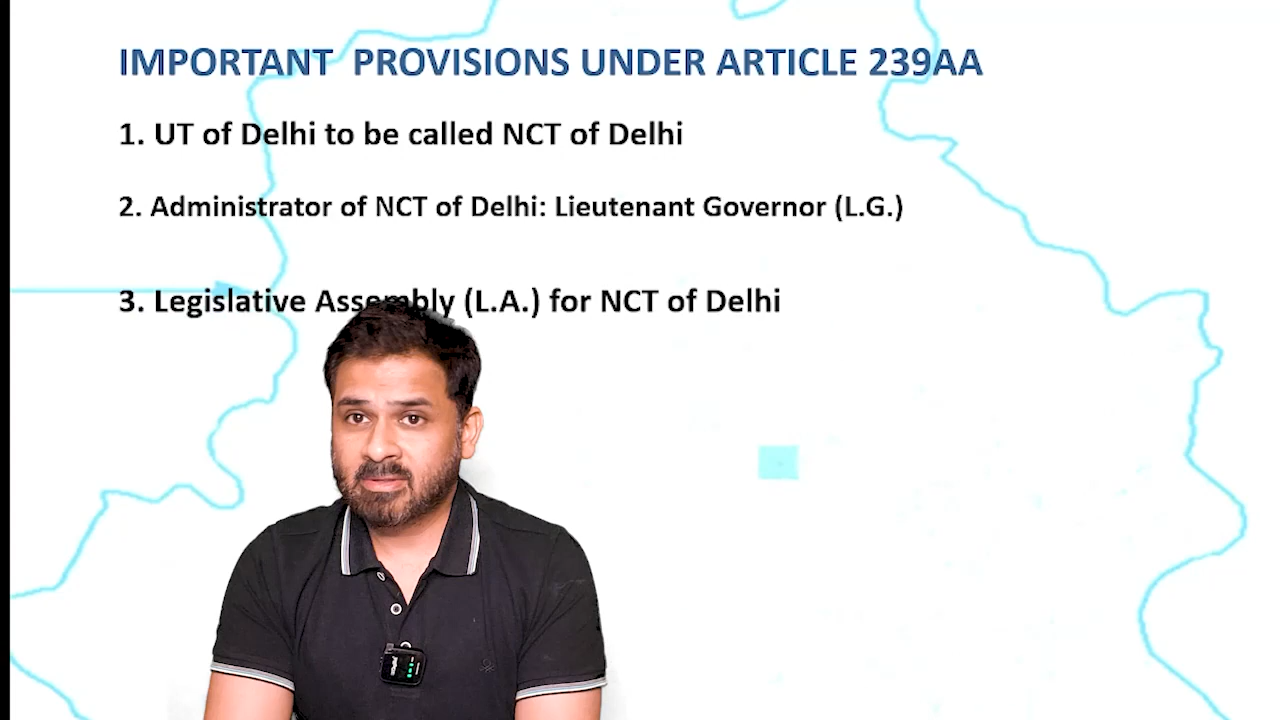 IMPORTANT PROVISIONS UNDER ARTICLE 239AA
1. UT of Delhi to be called NCT of Delhi
2. Administrator of NCT of Delhi: Lieutenant Governor (L.G.)
3. Legislative Assembly (L.A.) for NCT of Delhi